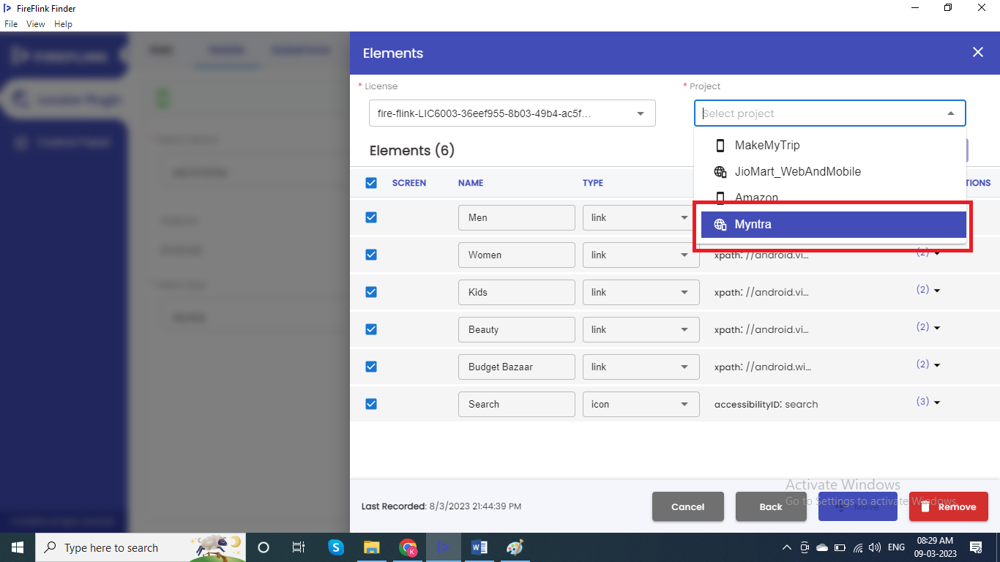 FireFlink Finder
File View Help
Elements
* License
* Project
fire-flink-LIC6003-36eef955-8b03-49b4-ac5f...
Select project
MakeMyTrip
JioMart_WebAndMobile
Amazon
Myntra
Elements (6)
SCREEN NAME TYPE
Men link
Women link xpath: //android.vi... (2)
Kids link xpath: //android.vi... (2)
Beauty link xpath: //android.vi... (2)
Budget Bazaar link xpath: //android.wi... (2)
Search icon accessibilityID: search (3)
Activate Windows
Go to Settings to activate Windows.
Last Recorded: 8/3/2023 21:44:39 PM
Cancel Back Move Remove
Type here to search
ENG
08:29 AM
09-03-2023